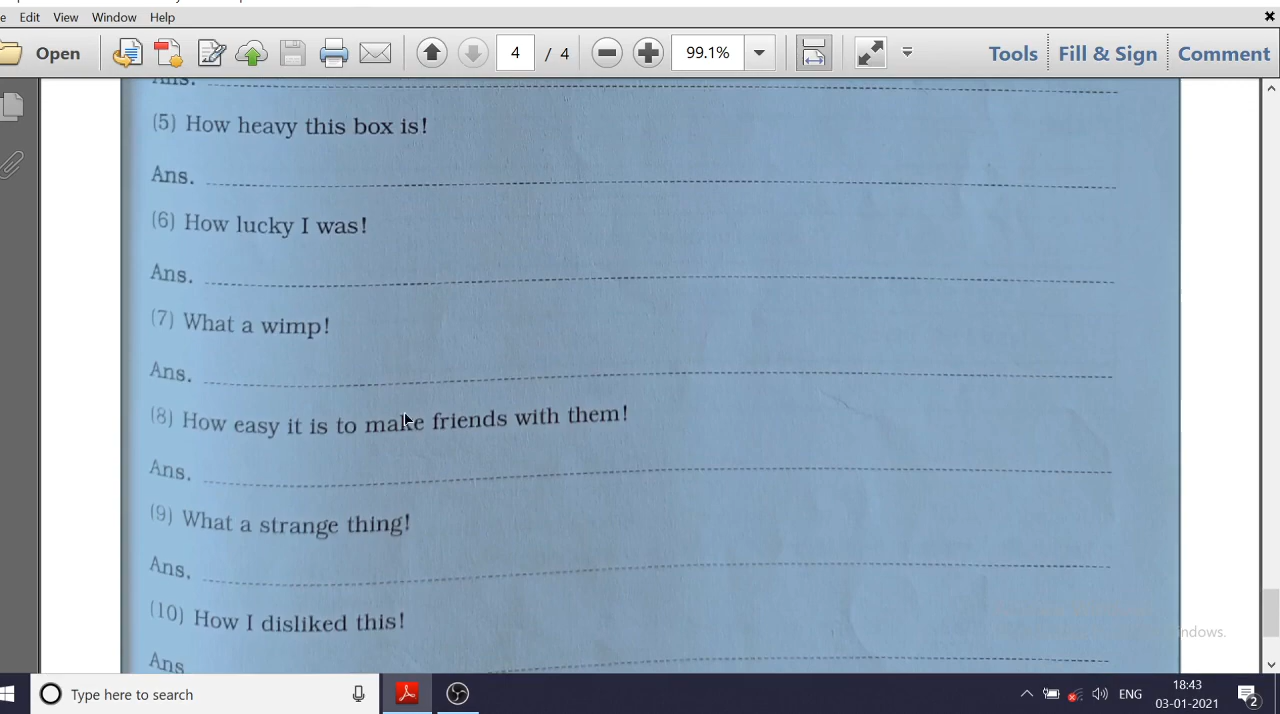 Edit View Window Help
Open 4 / 4 99.1% Tools Fill & Sign Comment
Ans.
(5) How heavy this box is!
Ans.
(6) How lucky I was!
Ans.
(7) What a wimp!
Ans.
(8) How easy it is to make friends with them!
Ans.
(9) What a strange thing!
Ans.
(10) How I disliked this!
Ans
ndows.
Type here to search ENG 18:43
03-01-2021 2